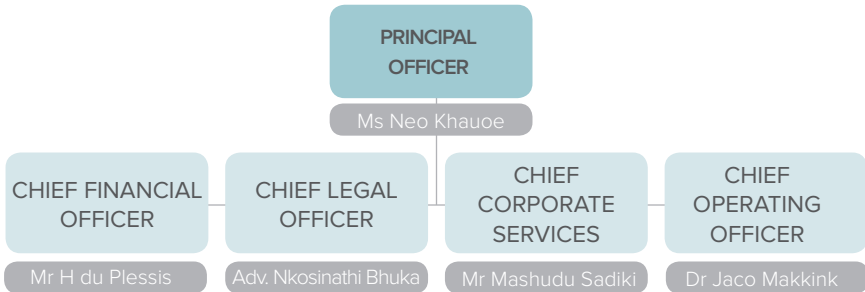 PRINCIPAL
OFFICER
Ms Neo Khauoe
CHIEF FINANCIAL
OFFICER
Mr H du Plessis
CHIEF LEGAL
OFFICER
Adv. Nkosinathi Bhuka
CHIEF
CORPORATE
SERVICES
Mr Mashudu Sadiki
CHIEF
OPERATING
OFFICER
Dr Jaco Makkink